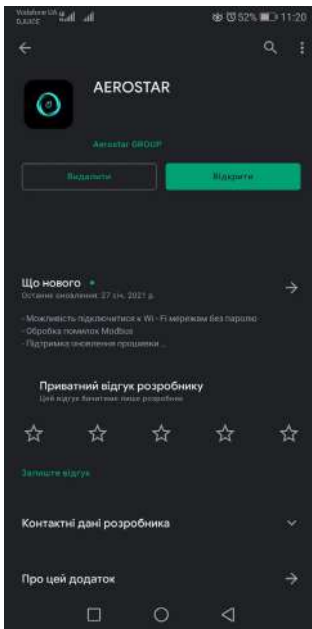 Vodafone UA
DJUICE
52% 11:20
AEROSTAR
Aerostar GROUP
Видалити
Відкрити
Що нового
Останнє оновлення: 27 січ. 2021 р.
- Можливість підключитися к Wi - Fi мережам без паролю
- Обробка помилок Modbus
- Підтримка оновлення прошивки ...
Приватний відгук розробнику
Цей відгук бачитиме лише розробник
Напишіть відгук
Контактні дані розробника
Про цей додаток